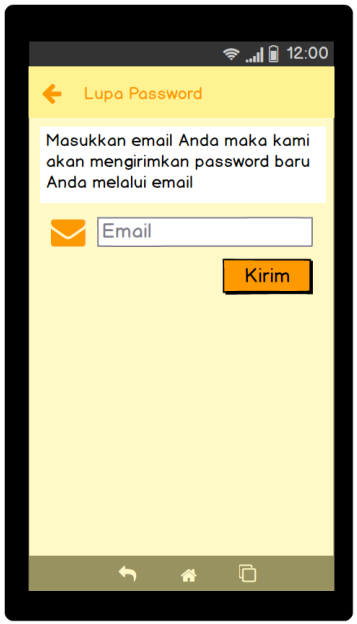 12:00
Lupa Password
Masukkan email Anda maka kami
akan mengirimkan password baru
Anda melalui email
Email
Kirim